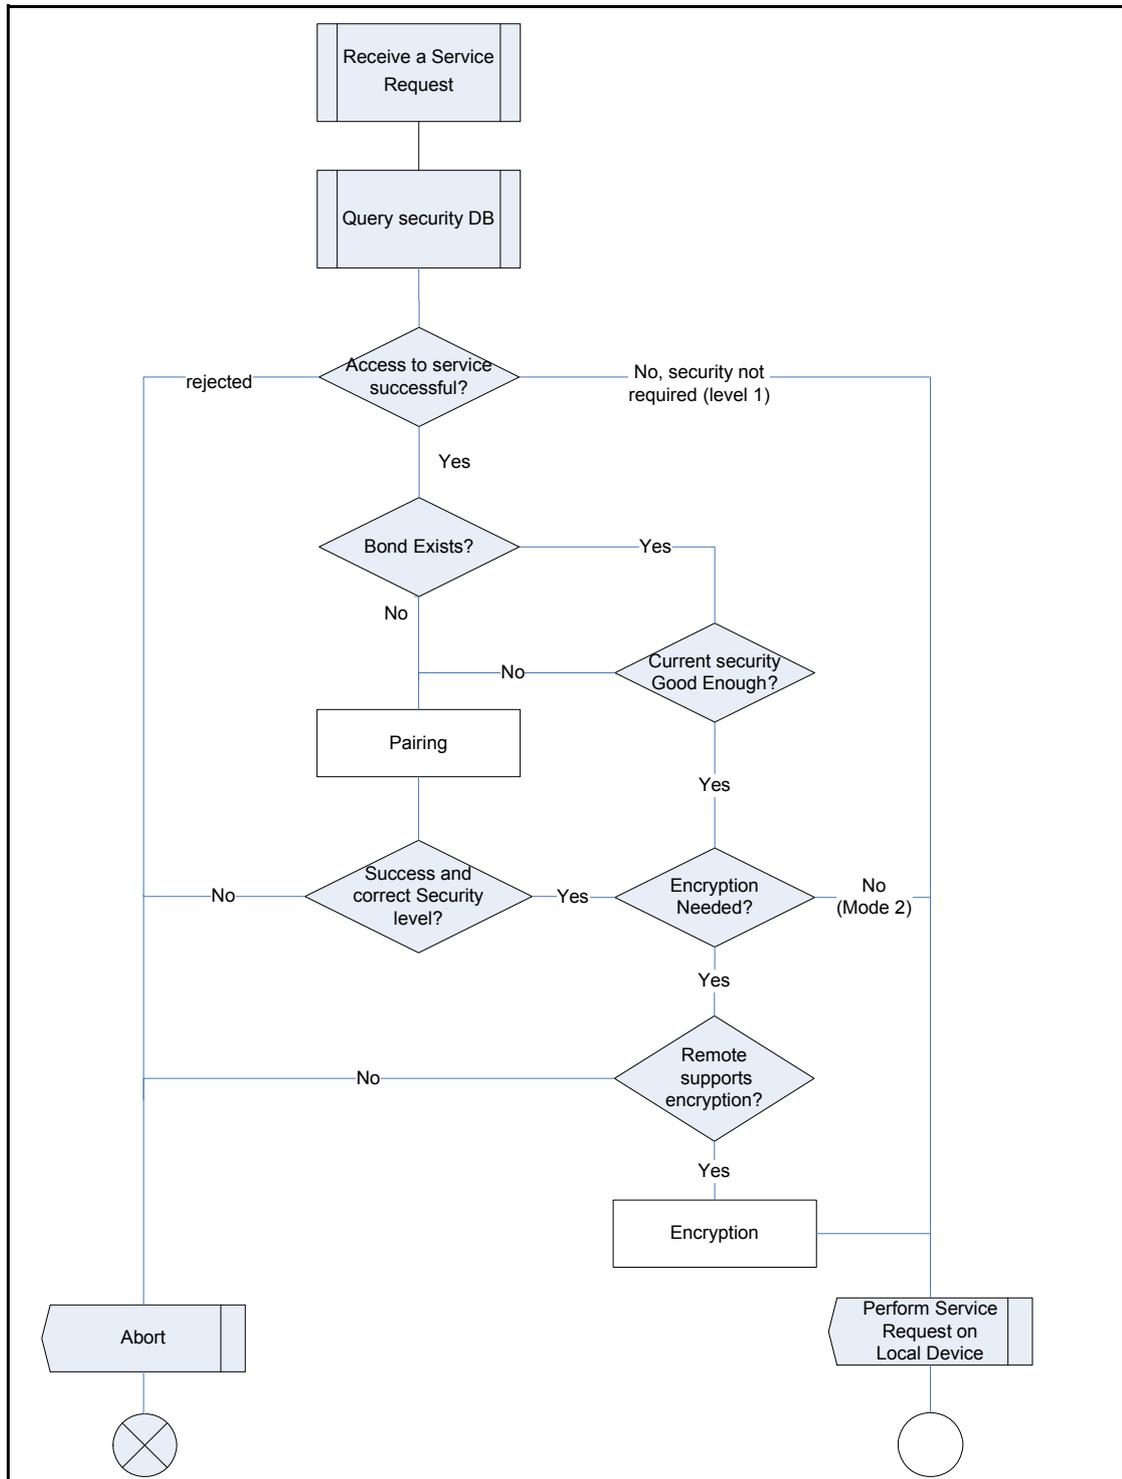 Receive a Service
Request
Query security DB
Access to service
successful?
rejected
No, security not
required (level 1)
Yes
Bond Exists?
Yes
No
Current security
Good Enough?
No
Pairing
Yes
Success and
correct Security
level?
No
Yes
Encryption
Needed?
No
(Mode 2)
Yes
Remote
supports
encryption?
No
Yes
Encryption
Abort
Perform Service
Request on
Local Device